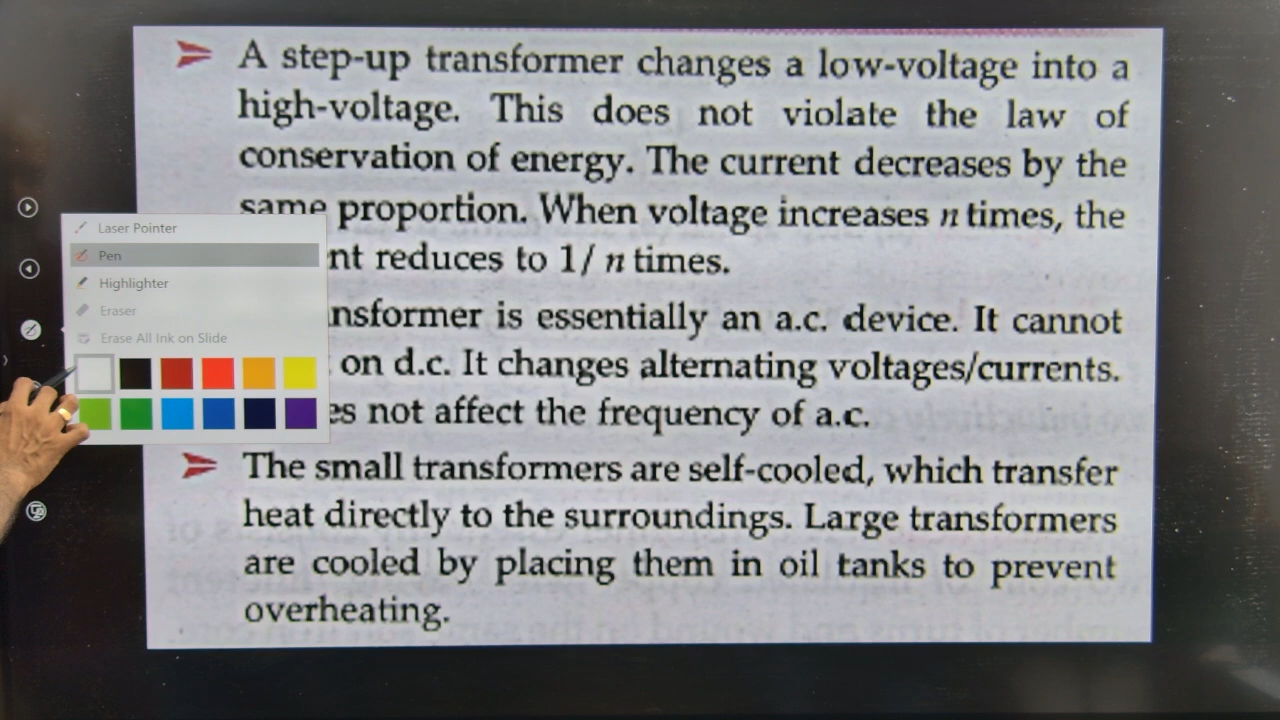 A step-up transformer changes a low-voltage into a
high-voltage. This does not violate the law of
conservation of energy. The current decreases by the
same proportion. When voltage increases n times, the
nt reduces to 1/ n times.
nsformer is essentially an a.c. device. It cannot
on d.c. It changes alternating voltages/currents.
es not affect the frequency of a.c.
The small transformers are self-cooled, which transfer
heat directly to the surroundings. Large transformers
are cooled by placing them in oil tanks to prevent
overheating.
Laser Pointer
Pen
Highlighter
Eraser
Erase All Ink on Slide